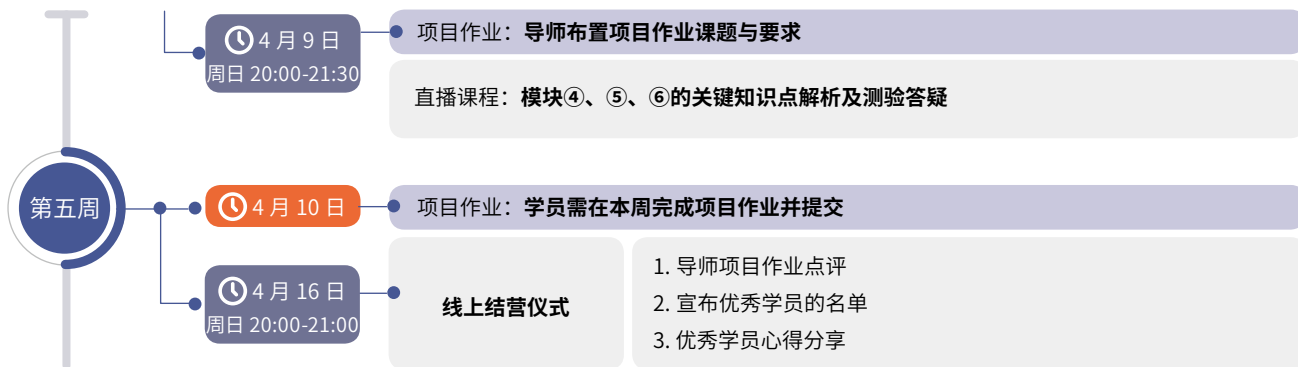 4 月 9 日
周日 20:00-21:30
项目作业：导师布置项目作业课题与要求
直播课程：模块④、⑤、⑥的关键知识点解析及测验答疑
第五周
4 月 10 日
项目作业：学员需在本周完成项目作业并提交
4 月 16 日
周日 20:00-21:00
线上结营仪式
1. 导师项目作业点评
2. 宣布优秀学员的名单
3. 优秀学员心得分享